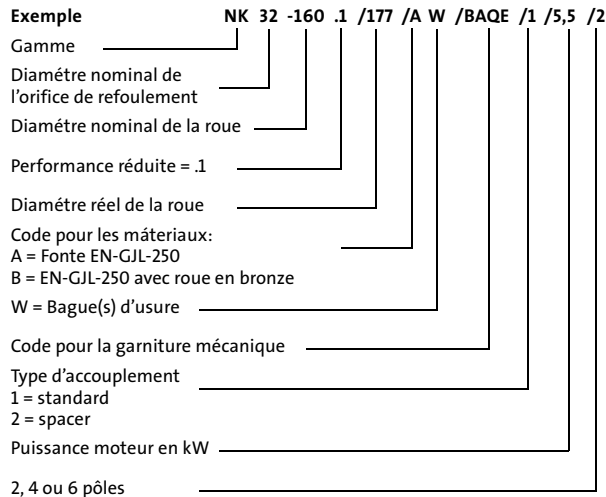 Exemple NK 32 -160 .1 /177 /A W /BAQE /1 /5,5 /2
Gamme
Diamétre nominal de
l'orifice de refoulement
Diamétre nominal de la roue
Performance réduite = .1
Diamétre réel de la roue
Code pour les máteriaux:
A = Fonte EN-GJL-250
B = EN-GJL-250 avec roue en bronze
W = Bague(s) d'usure
Code pour la garniture mécanique
Type d'accouplement
1 = standard
2 = spacer
Puissance moteur en kW
2, 4 ou 6 pôles